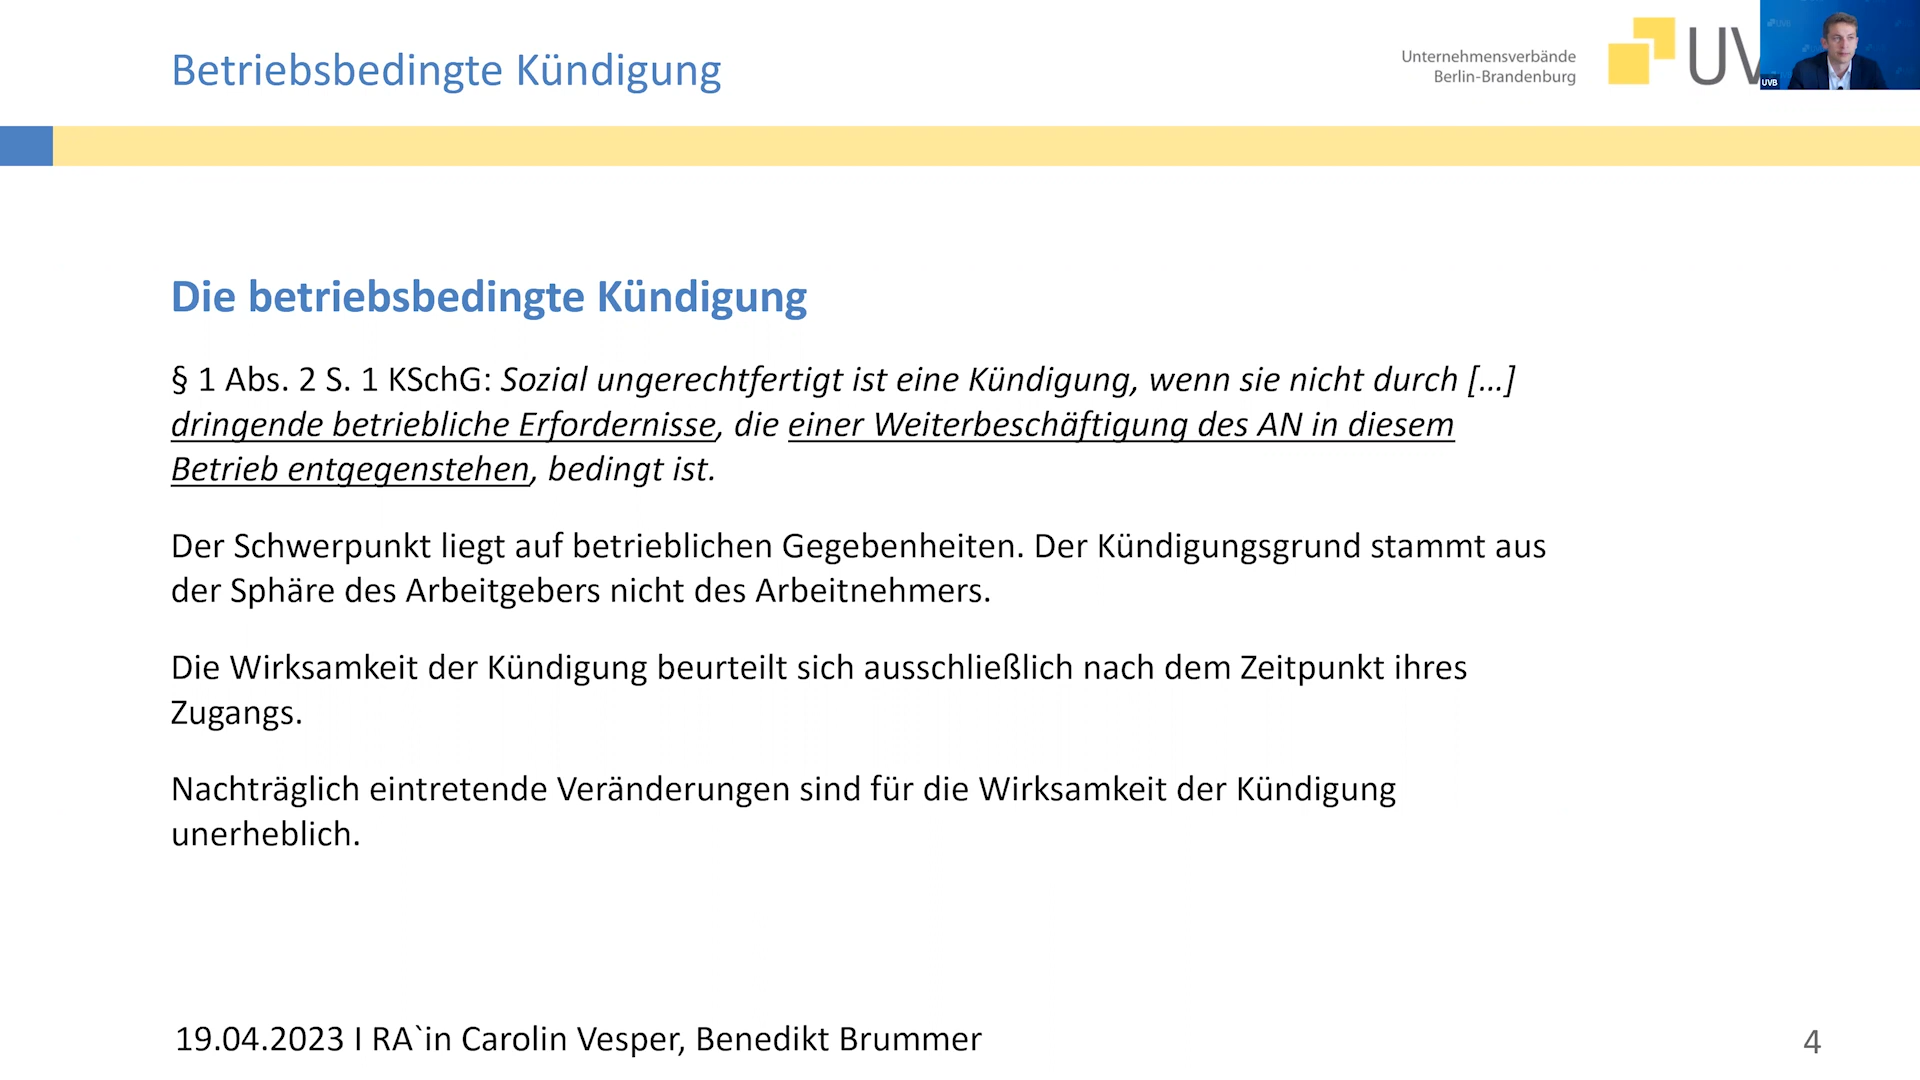 Betriebsbedingte Kündigung
Unternehmensverbände
Berlin-Brandenburg
UV
UVB
Die betriebsbedingte Kündigung
§ 1 Abs. 2 S. 1 KSchG: Sozial ungerechtfertigt ist eine Kündigung, wenn sie nicht durch […]
dringende betriebliche Erfordernisse, die einer Weiterbeschäftigung des AN in diesem
Betrieb entgegenstehen, bedingt ist.
Der Schwerpunkt liegt auf betrieblichen Gegebenheiten. Der Kündigungsgrund stammt aus
der Sphäre des Arbeitgebers nicht des Arbeitnehmers.
Die Wirksamkeit der Kündigung beurteilt sich ausschließlich nach dem Zeitpunkt ihres
Zugangs.
Nachträglich eintretende Veränderungen sind für die Wirksamkeit der Kündigung
unerheblich.
19.04.2023 I RA`in Carolin Vesper, Benedikt Brummer
4